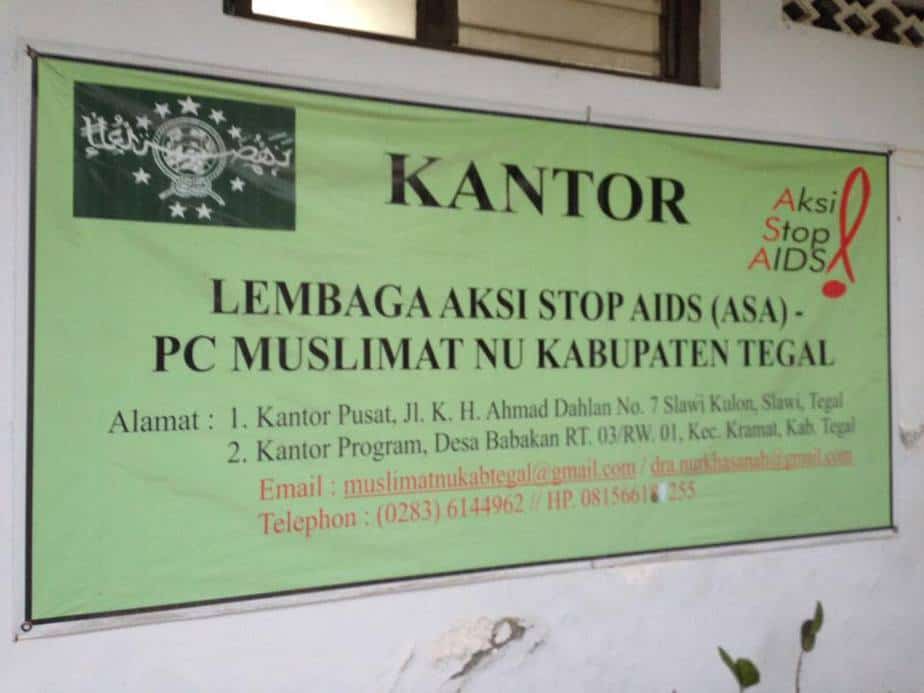 KANTOR
Aksi
Stop
AIDS
LEMBAGA AKSI STOP AIDS (ASA) -
PC MUSLIMAT NU KABUPATEN TEGAL
Alamat : 1. Kantor Pusat, Jl. K. H. Ahmad Dahlan No. 7 Slawi Kulon, Slawi, Tegal
2. Kantor Program, Desa Babakan RT. 03/RW. 01, Kec. Kramat, Kab. Tegal
Email : muslimatnukabtegal@gmail.com / dra.nurkhasanah@gmail.com
Telephon : (0283) 6144962 // HP.